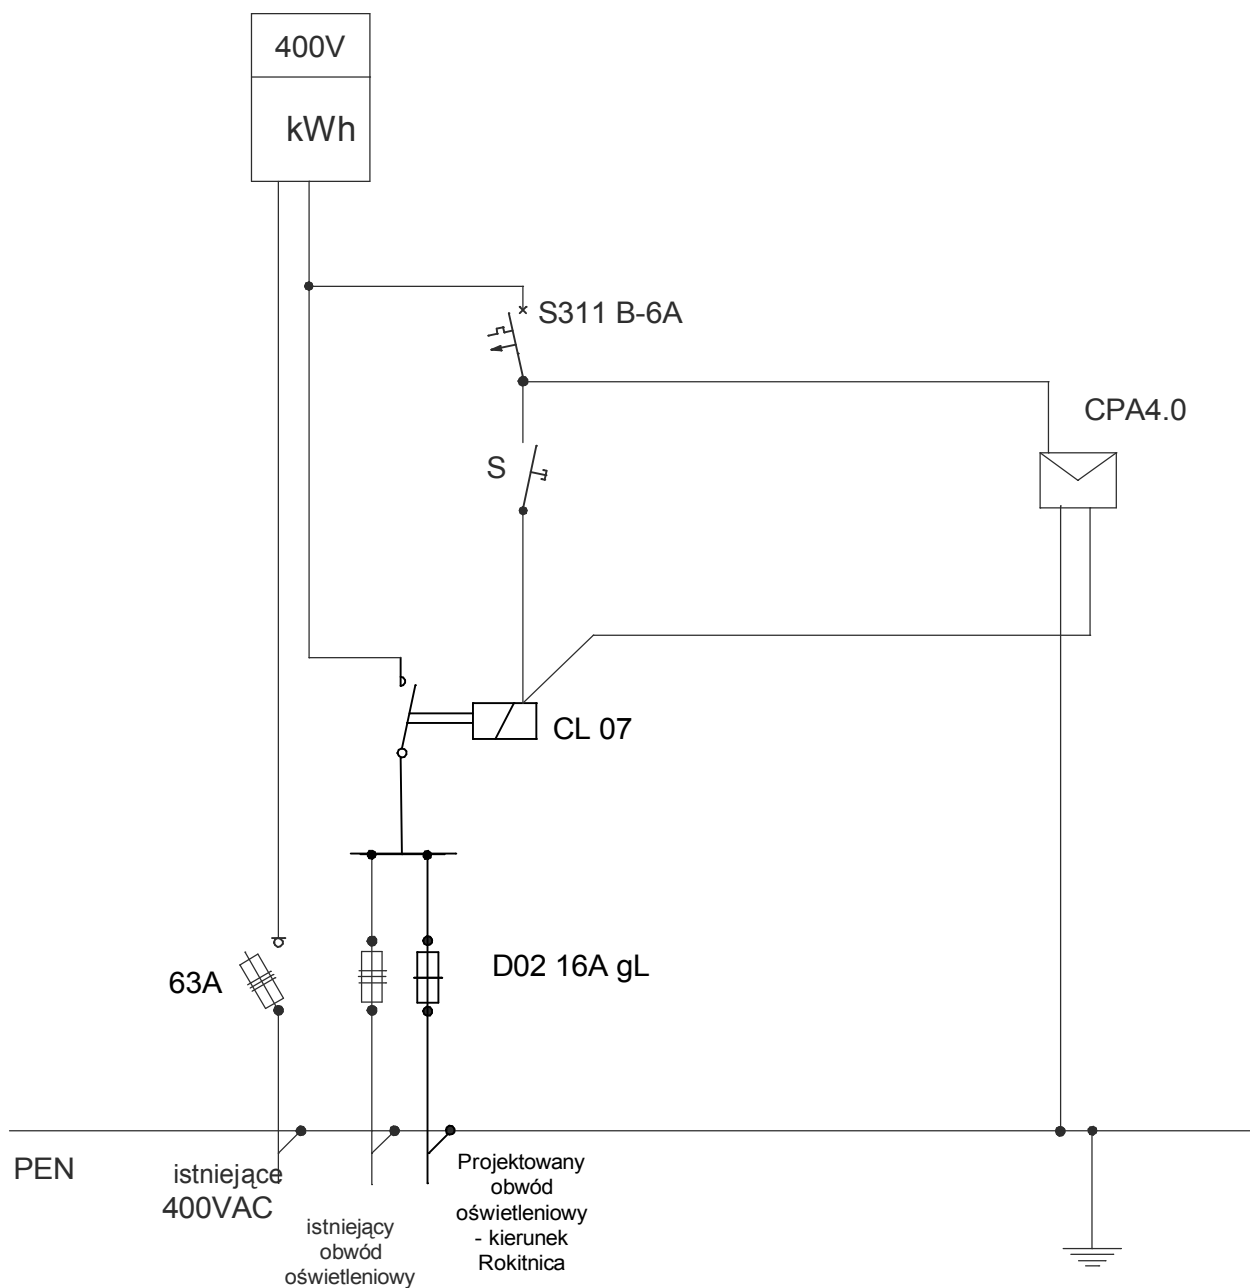 400V
kWh
S311 B-6A
CPA4.0
S
CL 07
63A
D02 16A gL
PEN
istniejące
400VAC
istniejący
obwód
oświetleniowy
Projektowany
obwód
oświetleniowy
- kierunek
Rokitnica